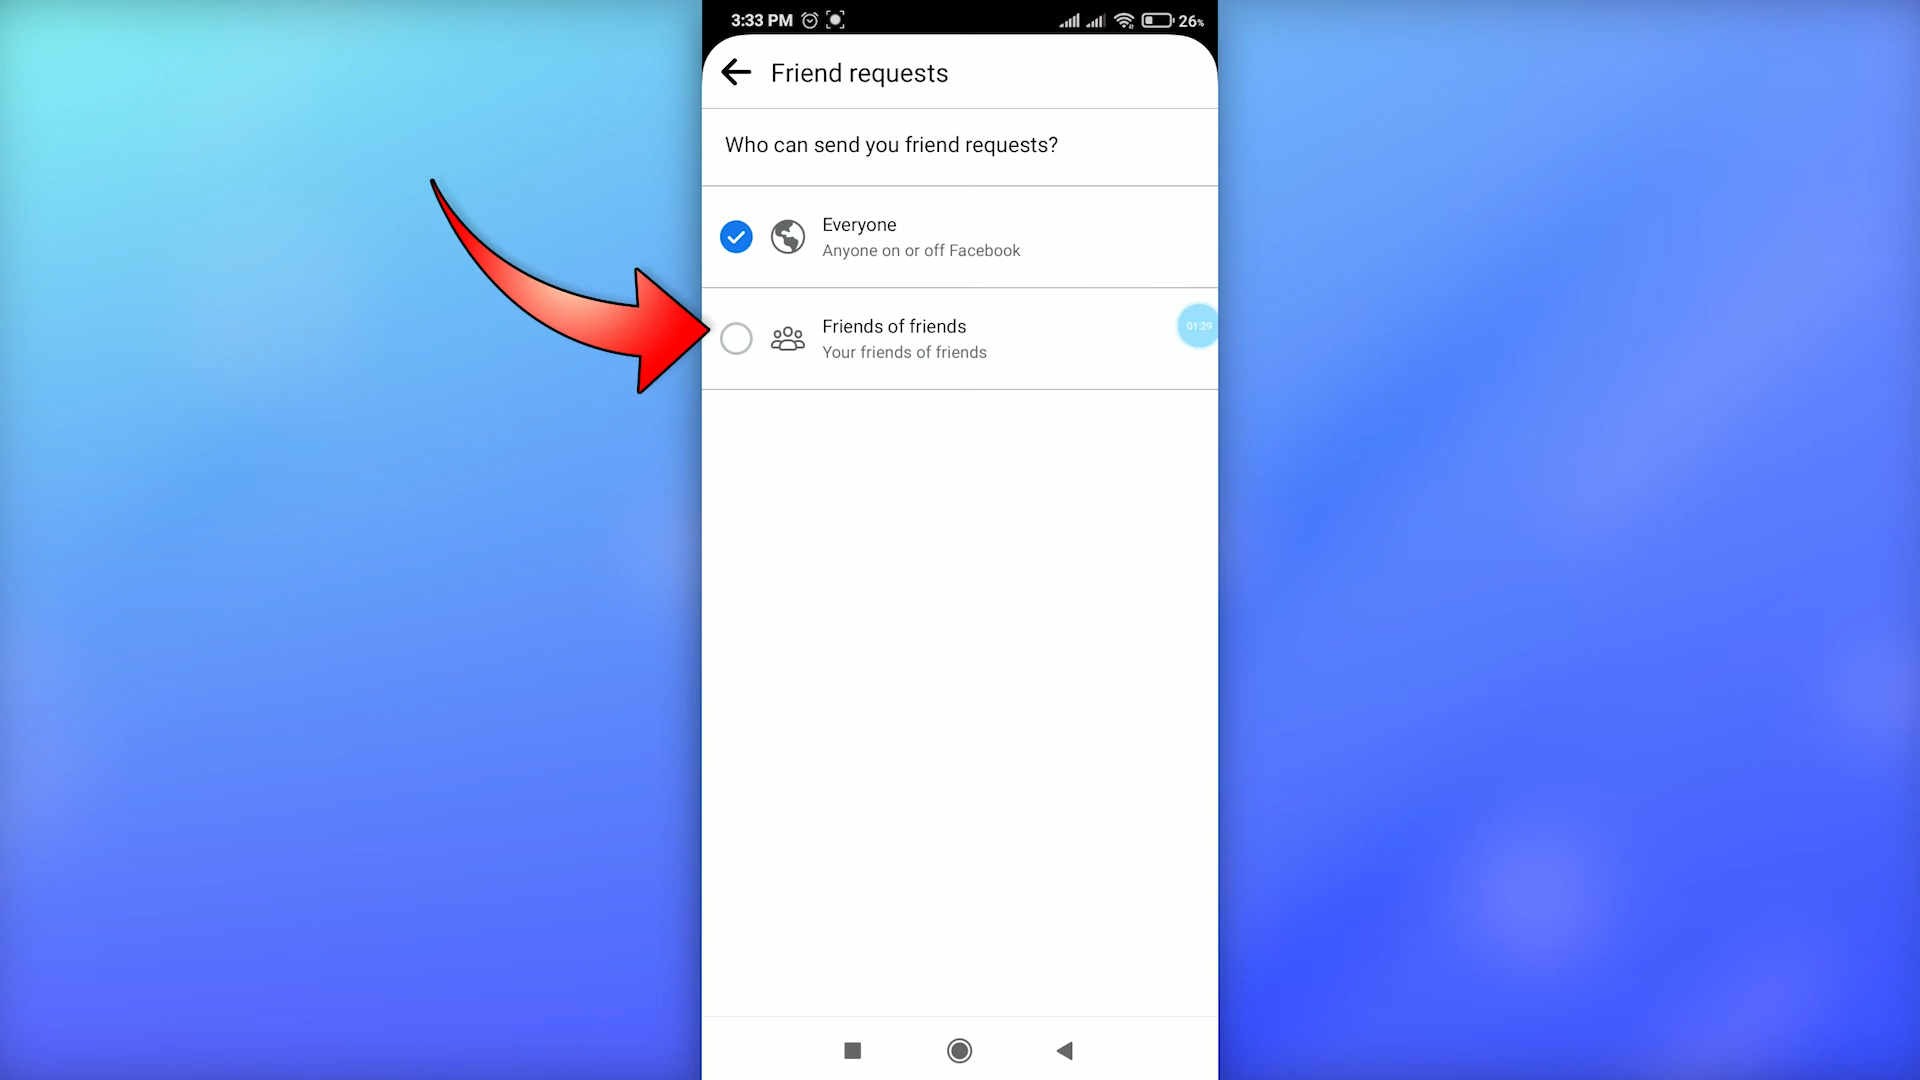 3:33 PM 26%
Friend requests
Who can send you friend requests?
Everyone
Anyone on or off Facebook
Friends of friends
01:29
Your friends of friends